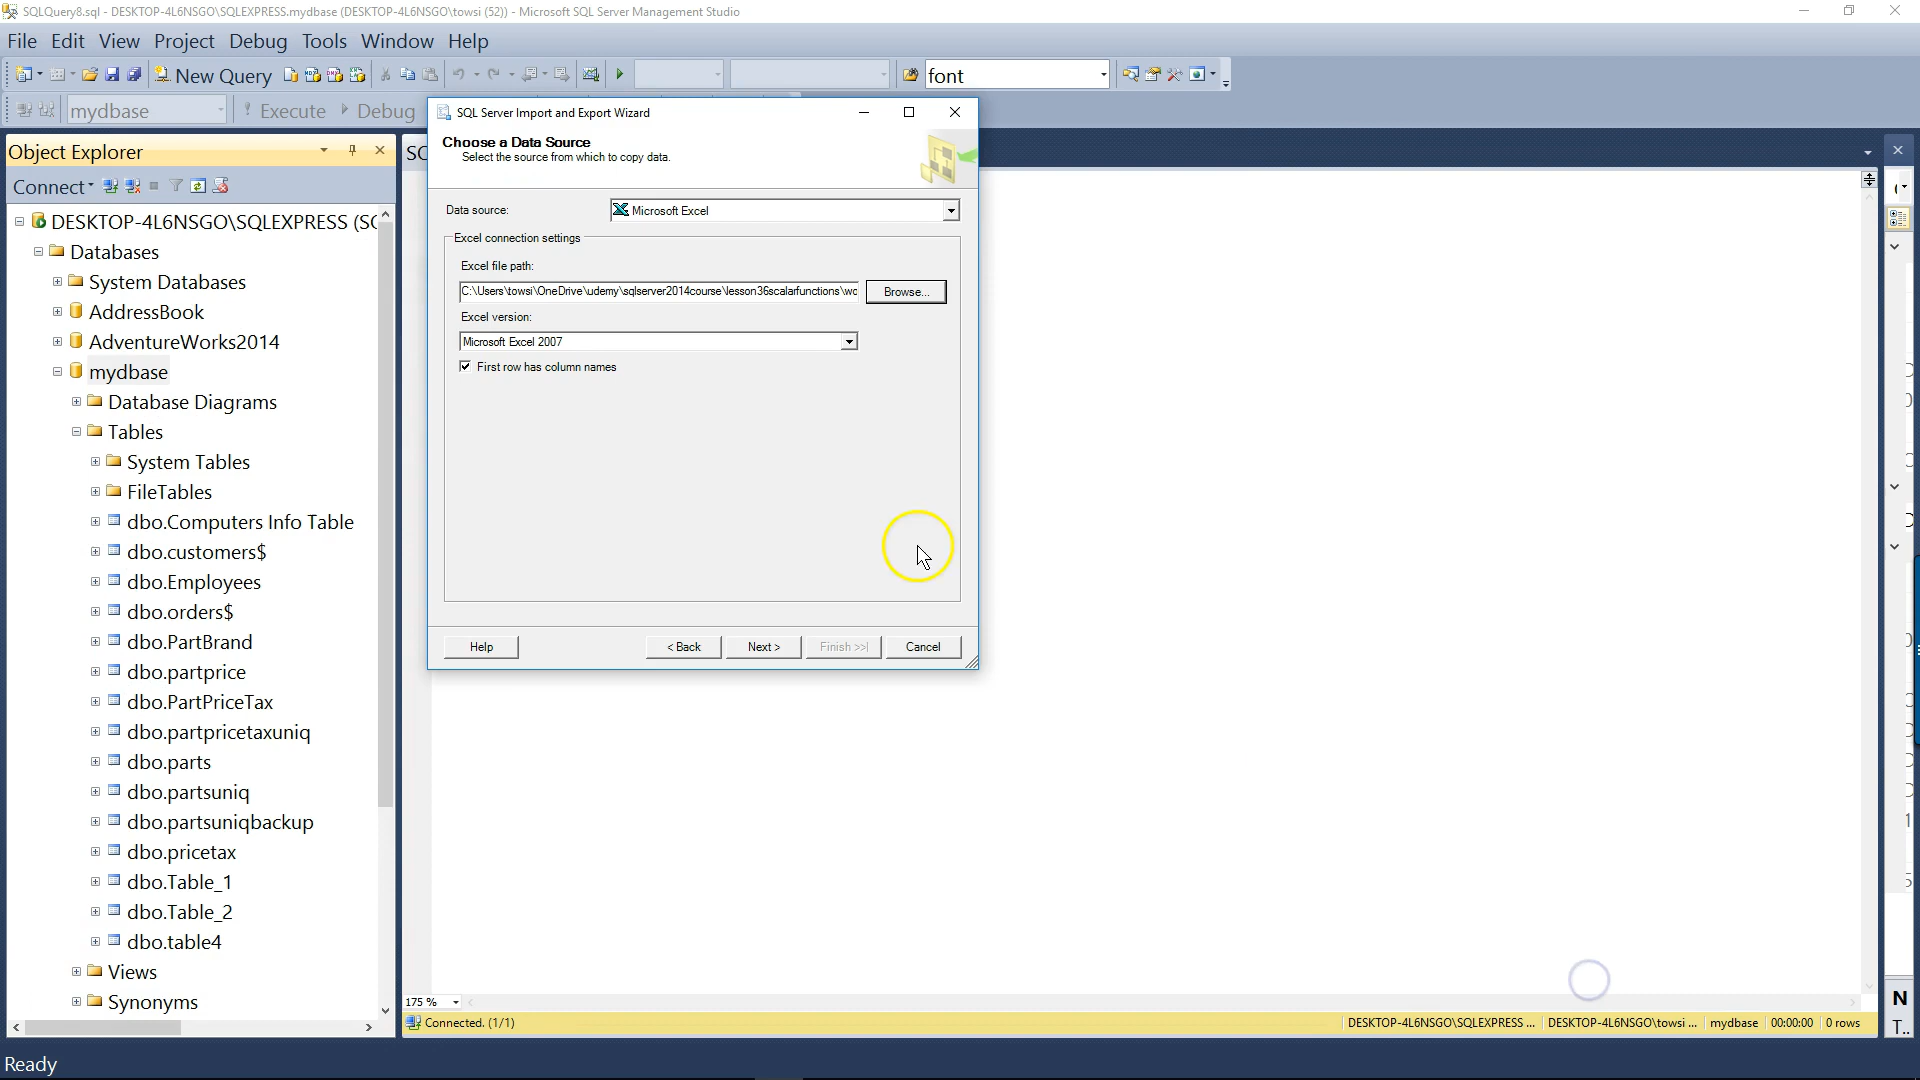 SQLQuery8.sql - DESKTOP-4L6NSGO\SQLEXPRESS.mydbase (DESKTOP-4L6NSGO\towsi (52)) - Microsoft SQL Server Management Studio
File Edit View Project Debug Tools Window Help
New Query font
mydbase Execute Debug
SQL Server Import and Export Wizard
Choose a Data Source
Select the source from which to copy data.
Data source: Microsoft Excel
Excel connection settings
Excel file path:
C:\Users\towsi\OneDrive\udemy\sqlserver2014course\lesson36scalarfunctions\wo Browse...
Excel version:
Microsoft Excel 2007
First row has column names
Help < Back Next > Finish >>| Cancel
Object Explorer
Connect
DESKTOP-4L6NSGO\SQLEXPRESS (SQ
Databases
System Databases
AddressBook
AdventureWorks2014
mydbase
Database Diagrams
Tables
System Tables
FileTables
dbo.Computers Info Table
dbo.customers$
dbo.Employees
dbo.orders$
dbo.PartBrand
dbo.partprice
dbo.PartPriceTax
dbo.partpricetaxuniq
dbo.parts
dbo.partsuniq
dbo.partsuniqbackup
dbo.pricetax
dbo.Table_1
dbo.Table_2
dbo.table4
Views
Synonyms
175 %
Connected. (1/1) DESKTOP-4L6NSGO\SQLEXPRESS ... DESKTOP-4L6NSGO\towsi ... mydbase 00:00:00 0 rows
N
T..
Ready